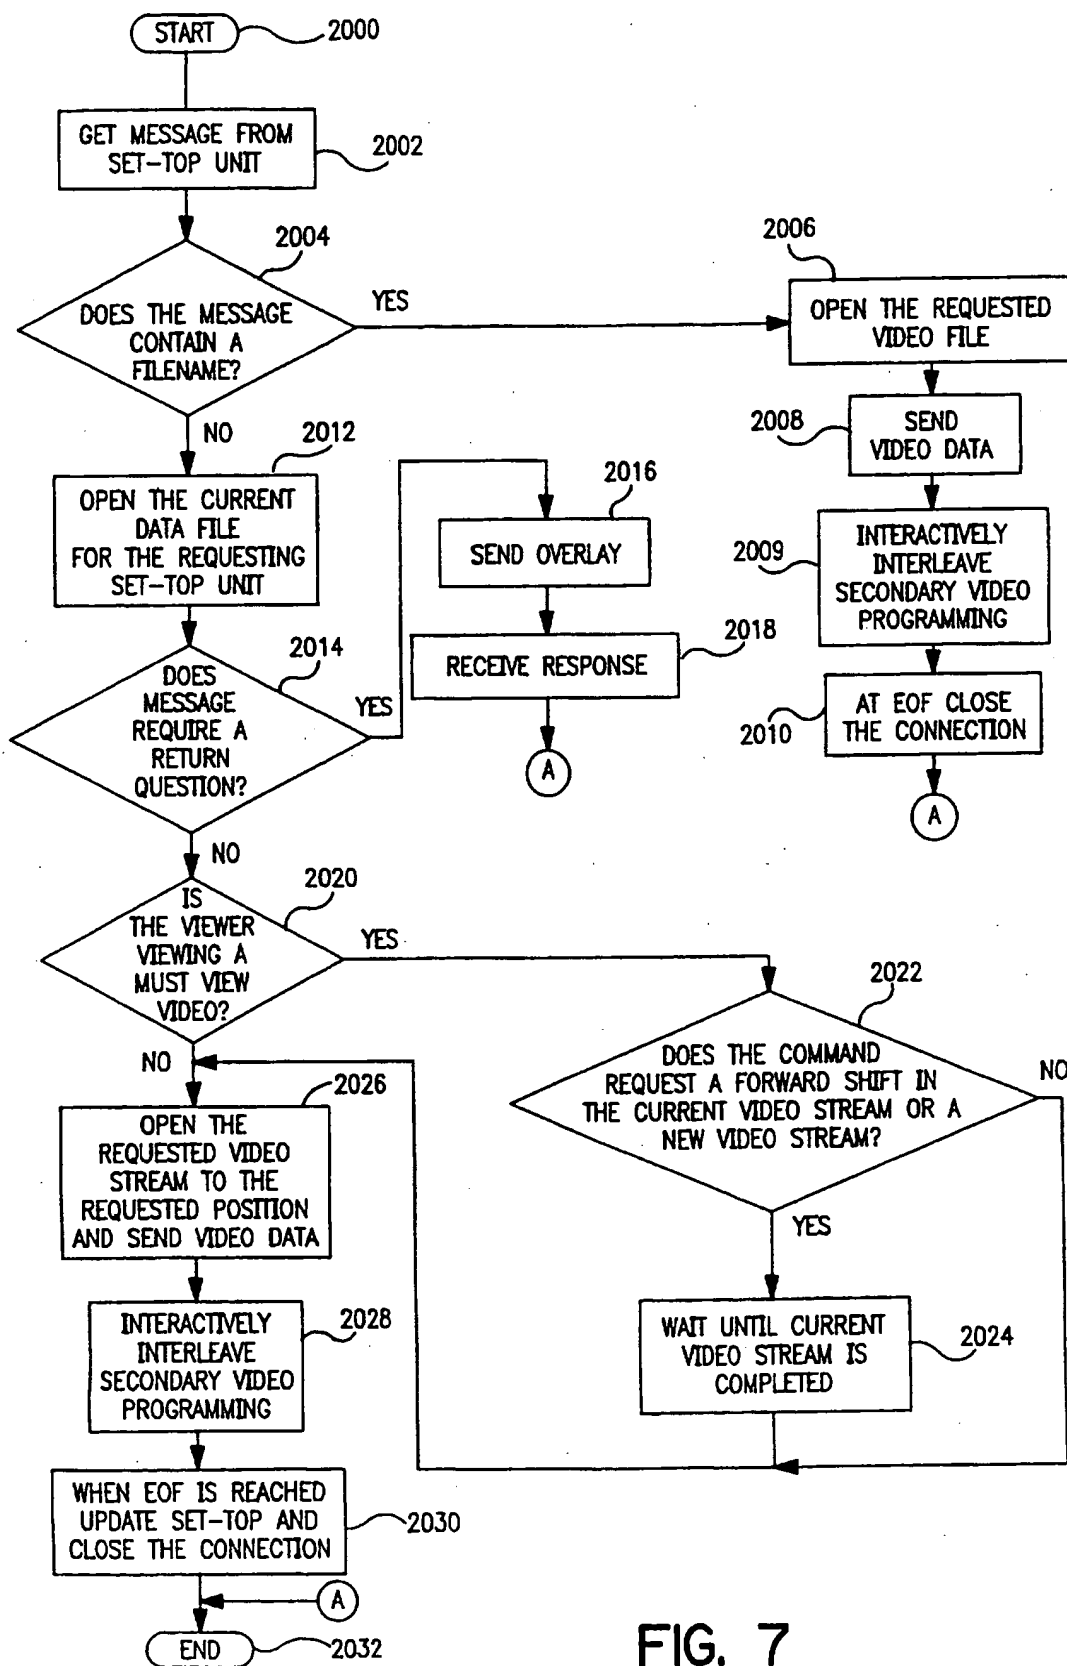 START
2000
GET MESSAGE FROM
SET-TOP UNIT
2002
2004
DOES THE MESSAGE
CONTAIN A
FILENAME?
YES
NO
2006
OPEN THE REQUESTED
VIDEO FILE
2008
SEND
VIDEO DATA
2009
INTERACTIVELY
INTERLEAVE
SECONDARY VIDEO
PROGRAMMING
2010
AT EOF CLOSE
THE CONNECTION
A
2012
OPEN THE CURRENT
DATA FILE
FOR THE REQUESTING
SET-TOP UNIT
2014
DOES
MESSAGE
REQUIRE A
RETURN
QUESTION?
YES
NO
2016
SEND OVERLAY
RECEIVE RESPONSE
2018
A
2020
IS
THE VIEWER
VIEWING A
MUST VIEW
VIDEO?
YES
NO
2022
DOES THE COMMAND
REQUEST A FORWARD SHIFT IN
THE CURRENT VIDEO STREAM OR A
NEW VIDEO STREAM?
NO
YES
WAIT UNTIL CURRENT
VIDEO STREAM IS
COMPLETED
2024
2026
OPEN THE
REQUESTED VIDEO
STREAM TO THE
REQUESTED POSITION
AND SEND VIDEO DATA
INTERACTIVELY
INTERLEAVE
SECONDARY VIDEO
PROGRAMMING
2028
WHEN EOF IS REACHED
UPDATE SET-TOP AND
CLOSE THE CONNECTION
2030
A
END
2032
FIG. 7